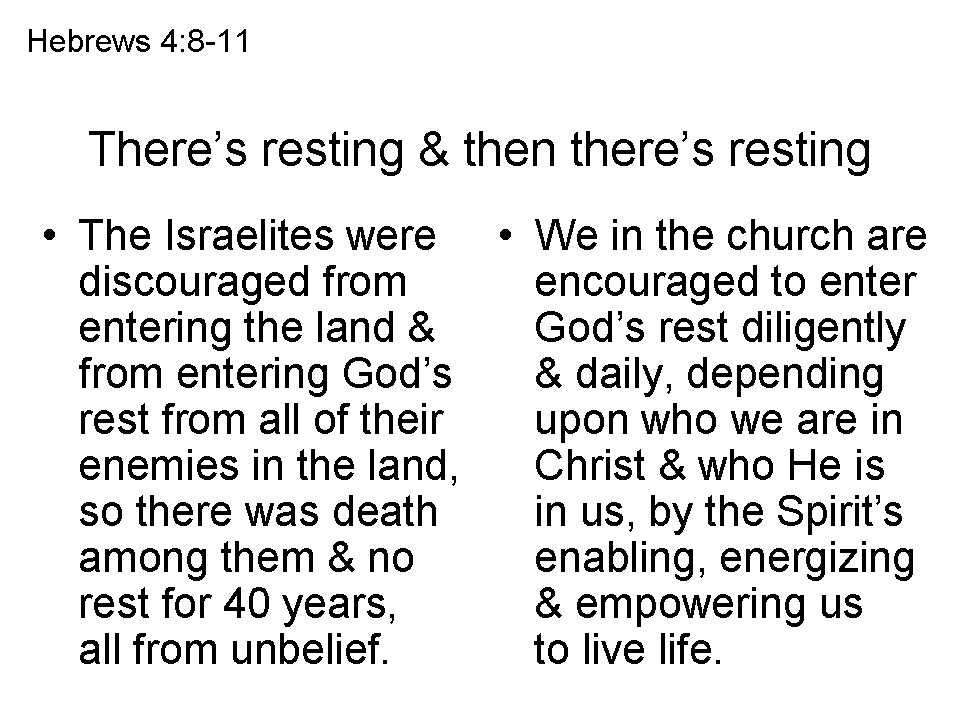 Hebrews 4:8-11
There’s resting & then there’s resting
• The Israelites were
discouraged from
entering the land &
from entering God’s
rest from all of their
enemies in the land,
so there was death
among them & no
rest for 40 years,
all from unbelief.
• We in the church are
encouraged to enter
God’s rest diligently
& daily, depending
upon who we are in
Christ & who He is
in us, by the Spirit’s
enabling, energizing
& empowering us
to live life.